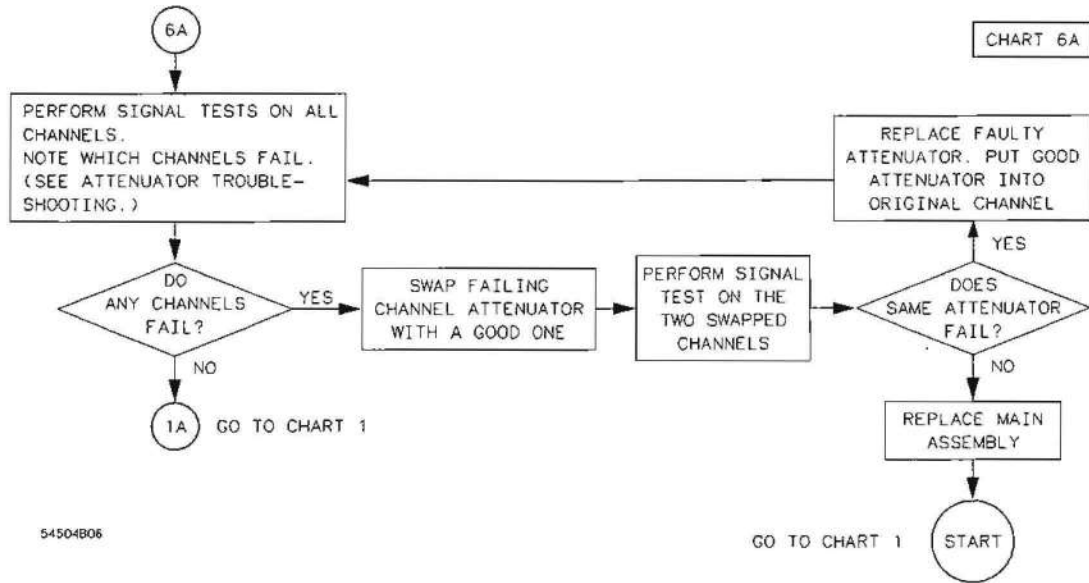 6A
CHART 6A
PERFORM SIGNAL TESTS ON ALL
CHANNELS.
NOTE WHICH CHANNELS FAIL.
(SEE ATTENUATOR TROUBLE-
SHOOTING.)
REPLACE FAULTY
ATTENUATOR. PUT GOOD
ATTENUATOR INTO
ORIGINAL CHANNEL
YES
DO
ANY CHANNELS
FAIL?
YES
SWAP FAILING
CHANNEL ATTENUATOR
WITH A GOOD ONE
PERFORM SIGNAL
TEST ON THE
TWO SWAPPED
CHANNELS
DOES
SAME ATTENUATOR
FAIL?
NO
NO
1A
GO TO CHART 1
REPLACE MAIN
ASSEMBLY
54504B06
GO TO CHART 1
START